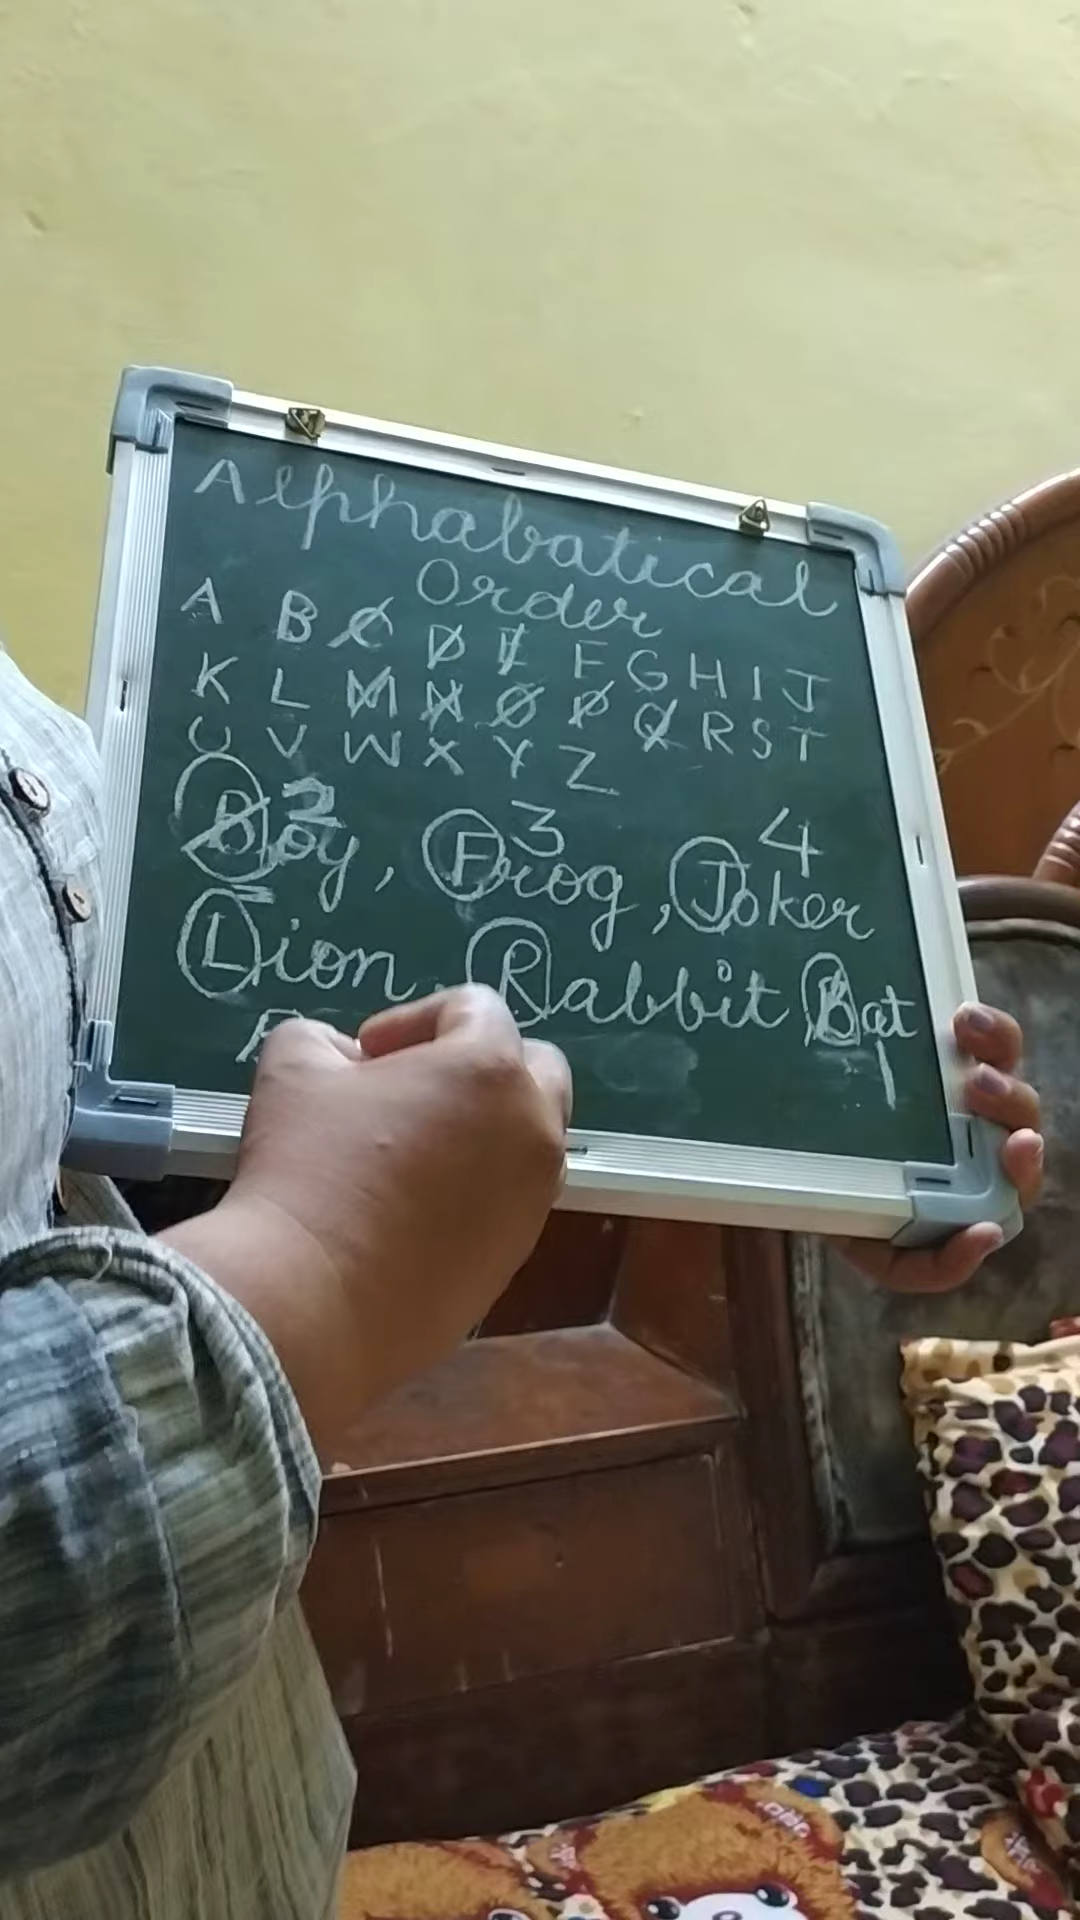 Alphabatical
Order
A B C D E F G H I J
K L M N O P Q R S T
U V W X Y Z
2 3 4
Boy, Frog, Joker
Lion, Rabbit Bat
1